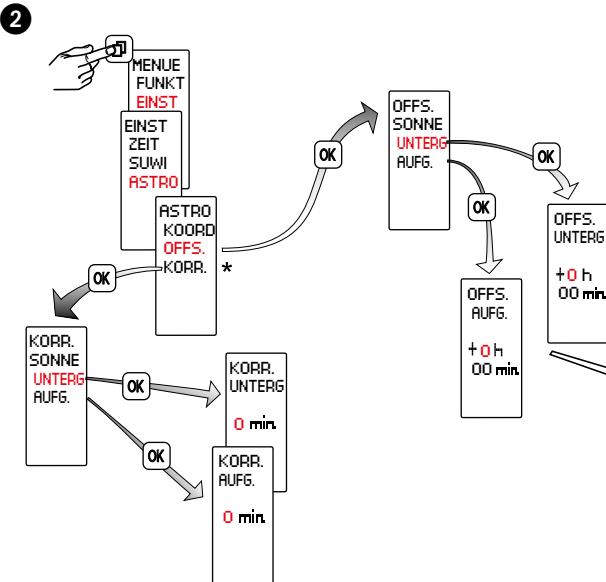 2
MENUE
FUNKT
EINST
EINST
ZEIT
SUWI
ASTRO
ASTRO
KOORD
OFFS.
KORR. *
OK
OK
OFFS.
SONNE
UNTERG
AUFG.
OK
OK
OFFS.
UNTERG
+0 h
00 min.
OFFS.
AUFG.
+0 h
00 min.
KORR.
SONNE
UNTERG
AUFG.
OK
OK
KORR.
UNTERG
0 min.
KORR.
AUFG.
0 min.